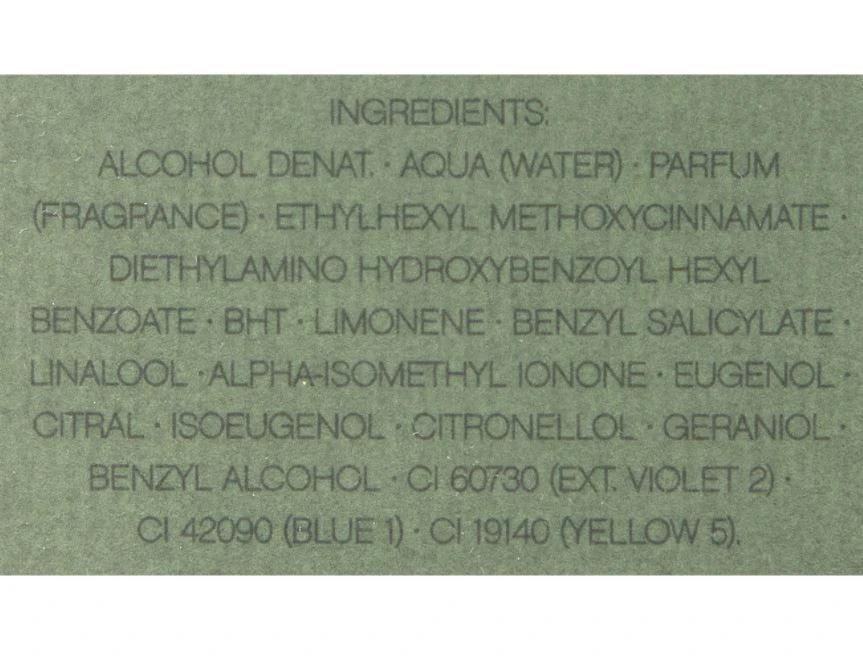 INGREDIENTS:
ALCOHOL DENAT. · AQUA (WATER) · PARFUM
(FRAGRANCE) · ETHYLHEXYL METHOXYCINNAMATE ·
DIETHYLAMINO HYDROXYBENZOYL HEXYL
BENZOATE · BHT · LIMONENE · BENZYL SALICYLATE ·
LINALOOL · ALPHA-ISOMETHYL IONONE · EUGENOL ·
CITRAL · ISOEUGENOL · CITRONELLOL · GERANIOL ·
BENZYL ALCOHOL · CI 60730 (EXT. VIOLET 2) ·
CI 42090 (BLUE 1) · CI 19140 (YELLOW 5).